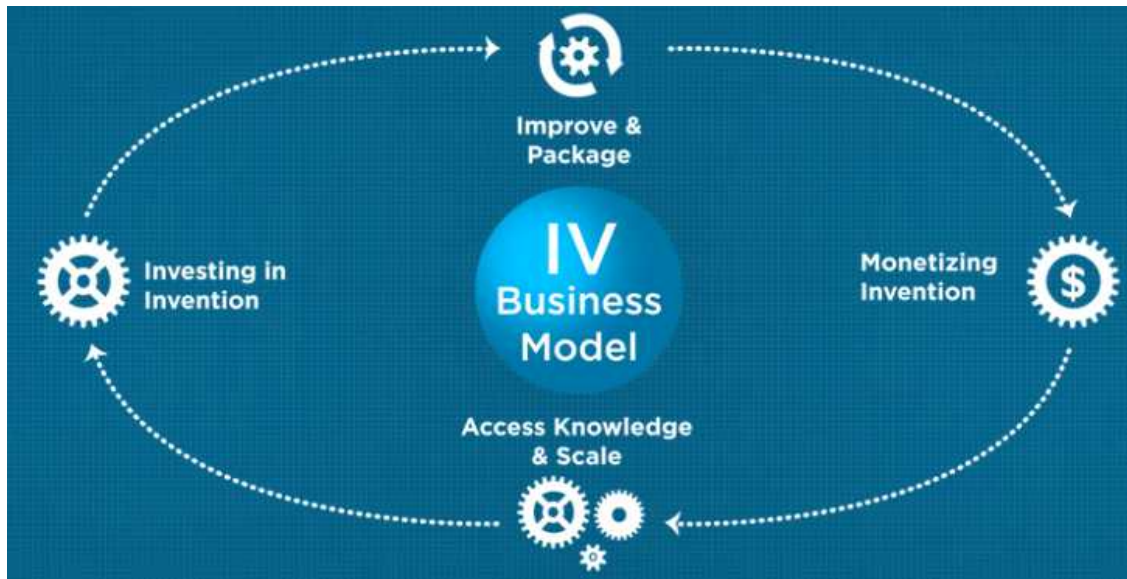 Improve &
Package
Investing in
Invention
IV
Business
Model
Monetizing
Invention
$
Access Knowledge
& Scale